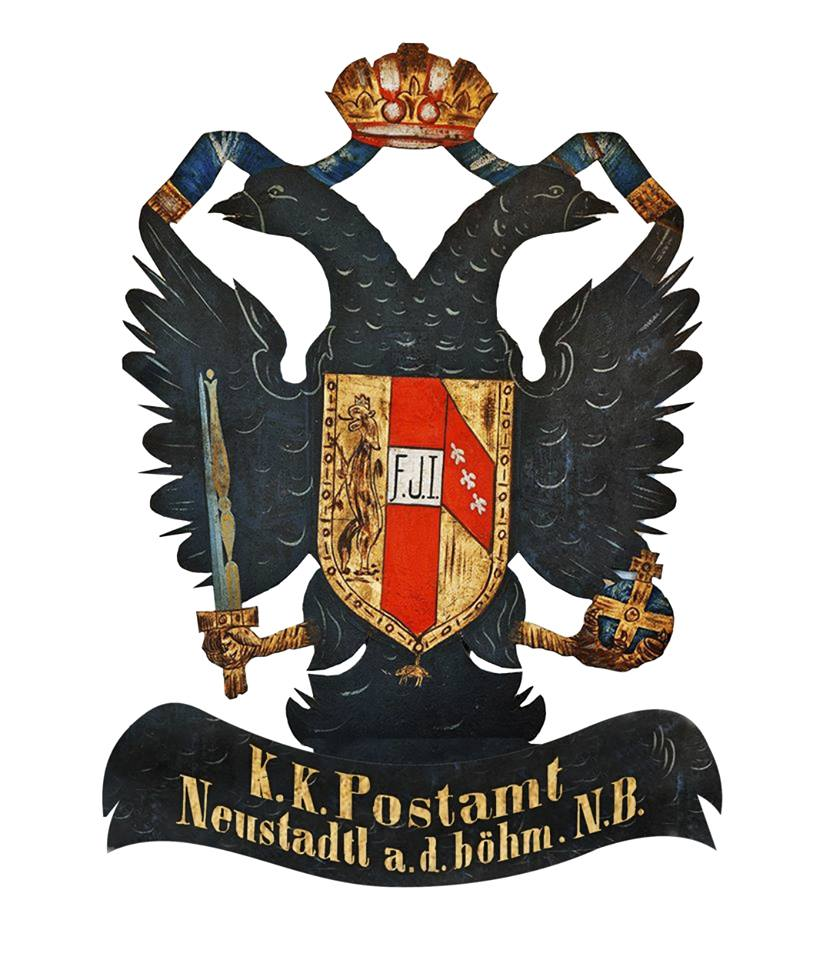 F.J.I.
K.K. Postamt
Neustadtl a.d. böhm. N.B.